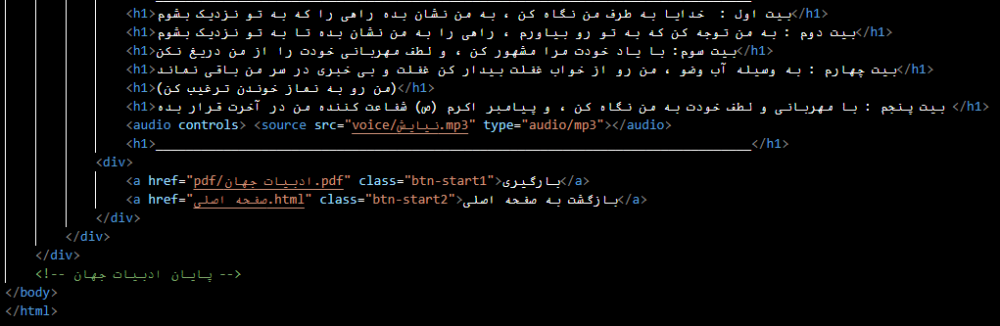 <h1>بیت اول :  خدایا به طرف من نگاه کن ، به من نشان بده راهی را که به تو نزدیک بشوم</h1>
<h1>بیت دوم : به من توجه کن که به تو رو بیاورم ، راهی را به من نشان بده تا به تو نزدیک بشوم</h1>
<h1>بیت سوم: با یاد خودت مرا مشهور کن ، و لطف مهربانی خودت را از من دریغ نکن</h1>
<h1>بیت چهارم : به وسیله آب وضو ، من رو از خواب غفلت بیدار کن غفلت و بی خبری در سر من باقی نماند</h1>
<h1>(من رو به نماز خوندن ترغیب کن)</h1>
<h1>بیت پنجم : با مهربانی و لطف خودت به من نگاه کن ، و پیامبر اکرم (ص) شفاعت کننده من در آخرت قرار بده </h1>
<audio controls> <source src="voice/نیایش.mp3" type="audio/mp3"></audio>
<h1>_________________________________________________________________________________</h1>
<div>
<a href="pdf/ادبیات جهان.pdf" class="btn-start1">بارگیری</a>
<a href="صفحه اصلی.html" class="btn-start2">بازگشت به صفحه اصلی</a>
</div>
</div>
</div>
<!-- پایان ادبیات جهان -->
</body>
</html>